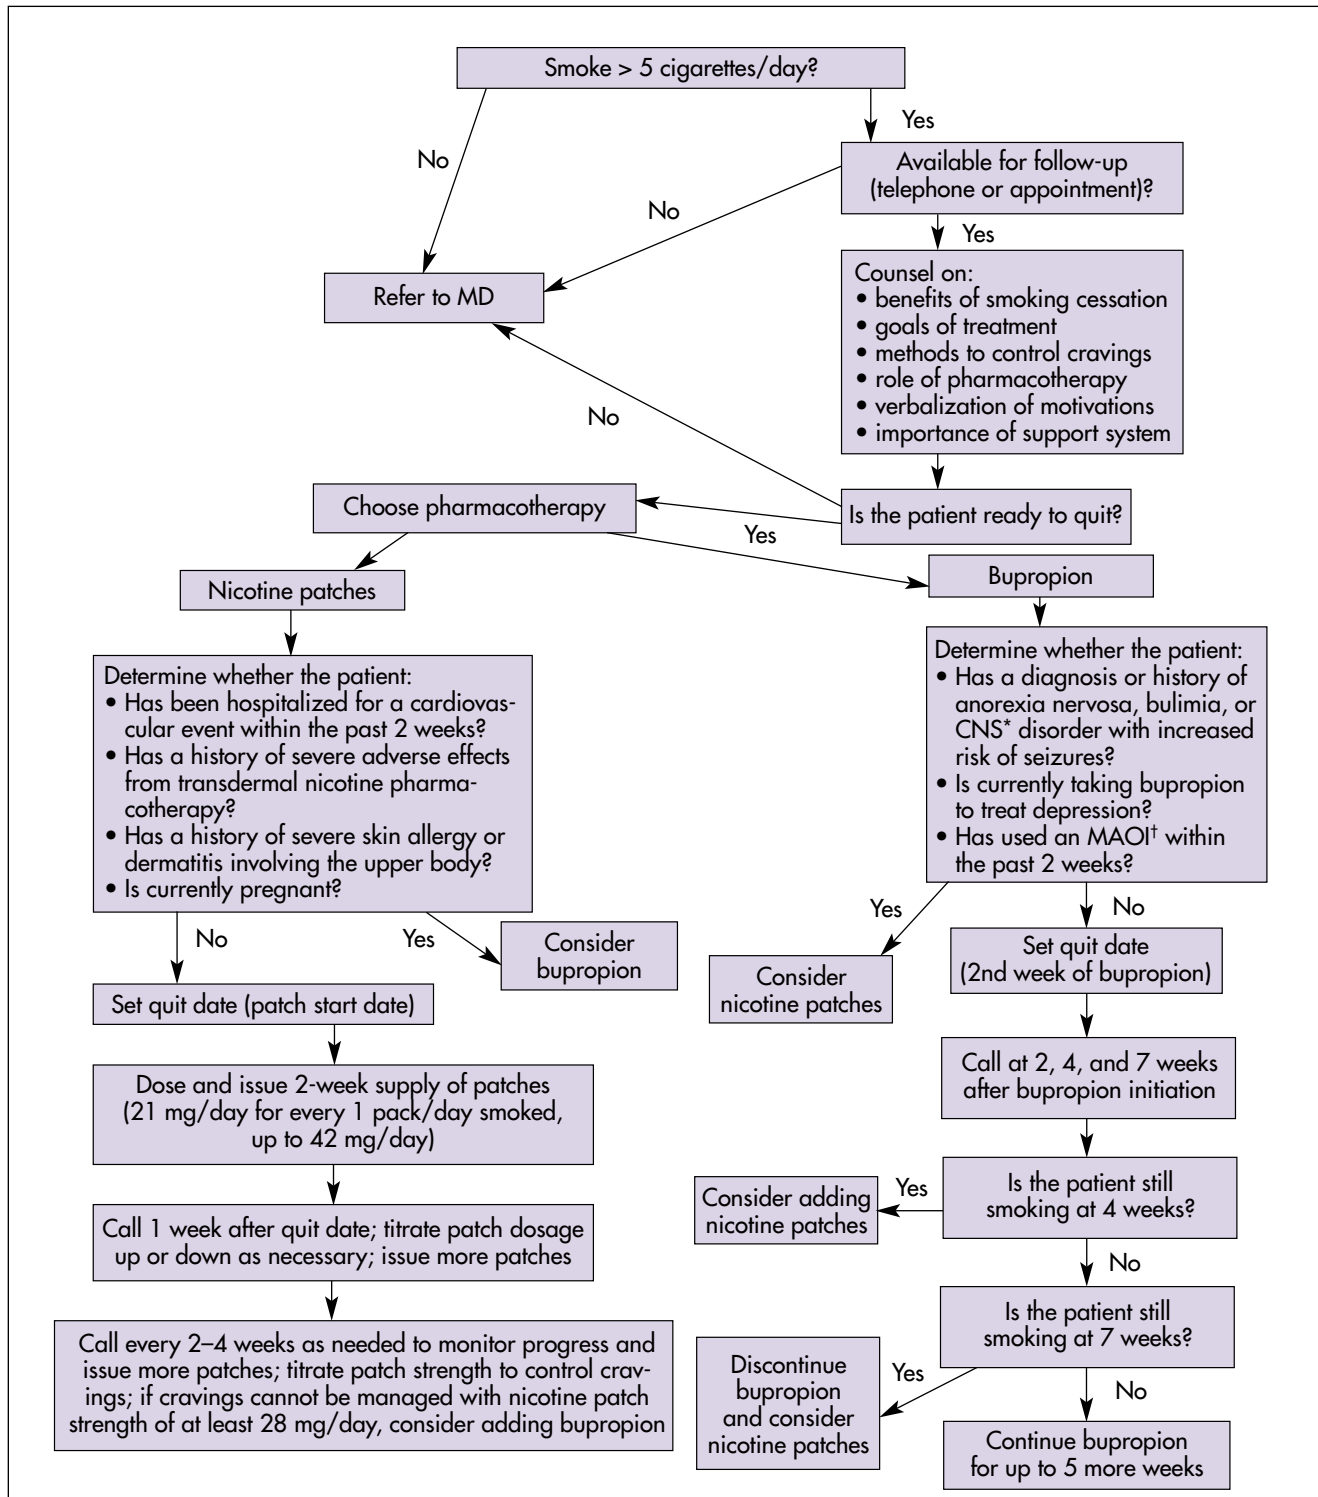 Smoke > 5 cigarettes/day?
No
Yes
Available for follow-up
(telephone or appointment)?
No
Yes
Refer to MD
Counsel on:
• benefits of smoking cessation
• goals of treatment
• methods to control cravings
• role of pharmacotherapy
• verbalization of motivations
• importance of support system
No
Is the patient ready to quit?
Yes
Choose pharmacotherapy
Nicotine patches
Determine whether the patient:
• Has been hospitalized for a cardiovas-
cular event within the past 2 weeks?
• Has a history of severe adverse effects
from transdermal nicotine pharma-
cotherapy?
• Has a history of severe skin allergy or
dermatitis involving the upper body?
• Is currently pregnant?
No
Yes
Consider
bupropion
Set quit date (patch start date)
Dose and issue 2-week supply of patches
(21 mg/day for every 1 pack/day smoked,
up to 42 mg/day)
Call 1 week after quit date; titrate patch dosage
up or down as necessary; issue more patches
Call every 2–4 weeks as needed to monitor progress and
issue more patches; titrate patch strength to control crav-
ings; if cravings cannot be managed with nicotine patch
strength of at least 28 mg/day, consider adding bupropion
Bupropion
Determine whether the patient:
• Has a diagnosis or history of
anorexia nervosa, bulimia, or
CNS* disorder with increased
risk of seizures?
• Is currently taking bupropion
to treat depression?
• Has used an MAOI† within
the past 2 weeks?
Yes
No
Consider
nicotine patches
Set quit date
(2nd week of bupropion)
Call at 2, 4, and 7 weeks
after bupropion initiation
Is the patient still
smoking at 4 weeks?
Yes
Consider adding
nicotine patches
No
Is the patient still
smoking at 7 weeks?
Yes
Discontinue
bupropion
and consider
nicotine patches
No
Continue bupropion
for up to 5 more weeks